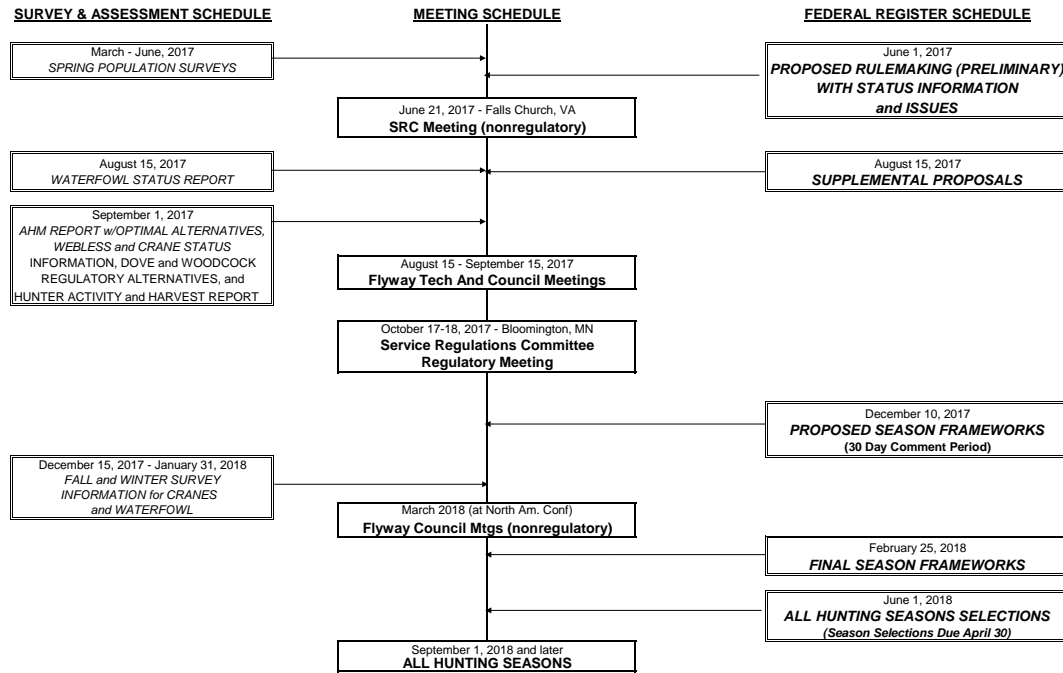 SURVEY & ASSESSMENT SCHEDULE
MEETING SCHEDULE
FEDERAL REGISTER SCHEDULE
March - June, 2017
SPRING POPULATION SURVEYS
June 1, 2017
PROPOSED RULEMAKING (PRELIMINARY)
WITH STATUS INFORMATION
and ISSUES
June 21, 2017 - Falls Church, VA
SRC Meeting (nonregulatory)
August 15, 2017
WATERFOWL STATUS REPORT
August 15, 2017
SUPPLEMENTAL PROPOSALS
September 1, 2017
AHM REPORT w/OPTIMAL ALTERNATIVES,
WEBLESS and CRANE STATUS
INFORMATION, DOVE and WOODCOCK
REGULATORY ALTERNATIVES, and
HUNTER ACTIVITY and HARVEST REPORT
August 15 - September 15, 2017
Flyway Tech And Council Meetings
October 17-18, 2017 - Bloomington, MN
Service Regulations Committee
Regulatory Meeting
December 10, 2017
PROPOSED SEASON FRAMEWORKS
(30 Day Comment Period)
December 15, 2017 - January 31, 2018
FALL and WINTER SURVEY
INFORMATION for CRANES
and WATERFOWL
March 2018 (at North Am. Conf)
Flyway Council Mtgs (nonregulatory)
February 25, 2018
FINAL SEASON FRAMEWORKS
June 1, 2018
ALL HUNTING SEASONS SELECTIONS
(Season Selections Due April 30)
September 1, 2018 and later
ALL HUNTING SEASONS